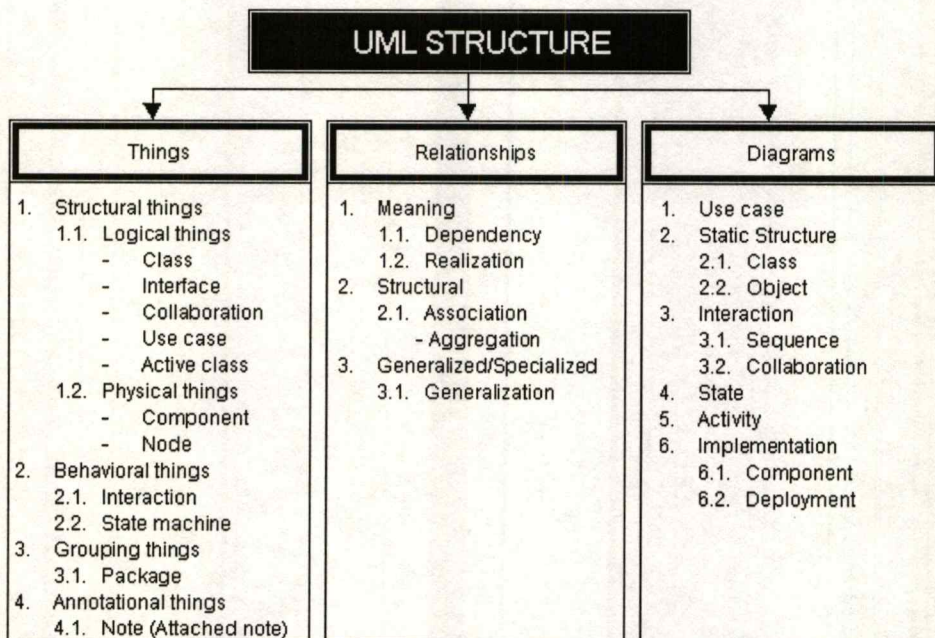 UML STRUCTURE
Things
1. Structural things
1.1. Logical things
- Class
- Interface
- Collaboration
- Use case
- Active class
1.2. Physical things
- Component
- Node
2. Behavioral things
2.1. Interaction
2.2. State machine
3. Grouping things
3.1. Package
4. Annotational things
4.1. Note (Attached note)
Relationships
1. Meaning
1.1. Dependency
1.2. Realization
2. Structural
2.1. Association
- Aggregation
3. Generalized/Specialized
3.1. Generalization
Diagrams
1. Use case
2. Static Structure
2.1. Class
2.2. Object
3. Interaction
3.1. Sequence
3.2. Collaboration
4. State
5. Activity
6. Implementation
6.1. Component
6.2. Deployment